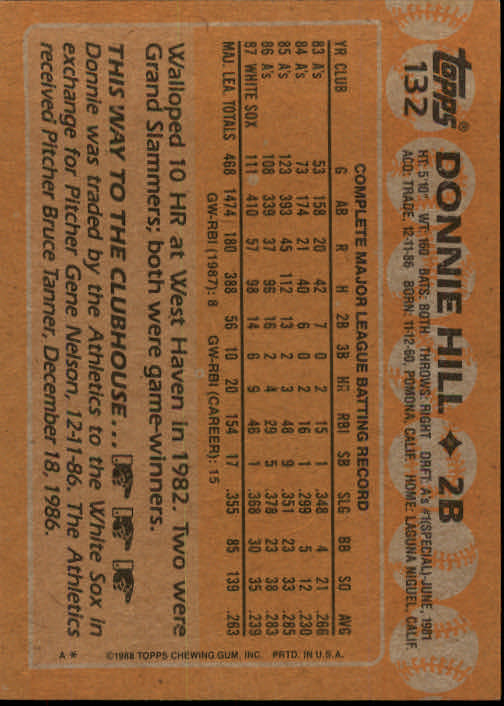 Topps®
132
DONNIE HILL ✦ 2B
HT: 5'10" WT: 160 BATS: BOTH THROWS: RIGHT DRFT: A's #1(SPECIAL)-JUNE, 1981
ACQ: TRADE, 12-11-86 BORN: 11-12-60, POMONA, CALIF. HOME: LAGUNA NIGUEL, CALIF.
COMPLETE MAJOR LEAGUE BATTING RECORD
YR CLUB G AB R H 2B 3B HR RBI SB SLG BB SO AVG
83 A's 53 158 20 42 7 0 2 15 1 .348 4 21 .266
84 A's 73 174 21 40 6 0 2 16 1 .299 5 12 .230
85 A's 123 393 45 112 13 2 3 48 9 .351 23 33 .285
86 A's 108 339 37 96 16 2 4 29 5 .378 23 38 .283
87 WHITE SOX 111 410 57 98 14 6 9 46 1 .368 30 35 .239
MAJ. LEA. TOTALS 468 1474 180 388 56 10 20 154 17 .355 85 139 .263
GW-RBI (1987): 8 GW-RBI (CAREER): 15
Walloped 10 HR at West Haven in 1982. Two were
Grand Slammers; both were game-winners.
THIS WAY TO THE CLUBHOUSE...
Donnie was traded by the Athletics to the White Sox in
exchange for Pitcher Gene Nelson, 12-11-86. The Athletics
received Pitcher Bruce Tanner, December 18, 1986.
A* ©1988 TOPPS CHEWING GUM, INC. PRTD. IN U.S.A.